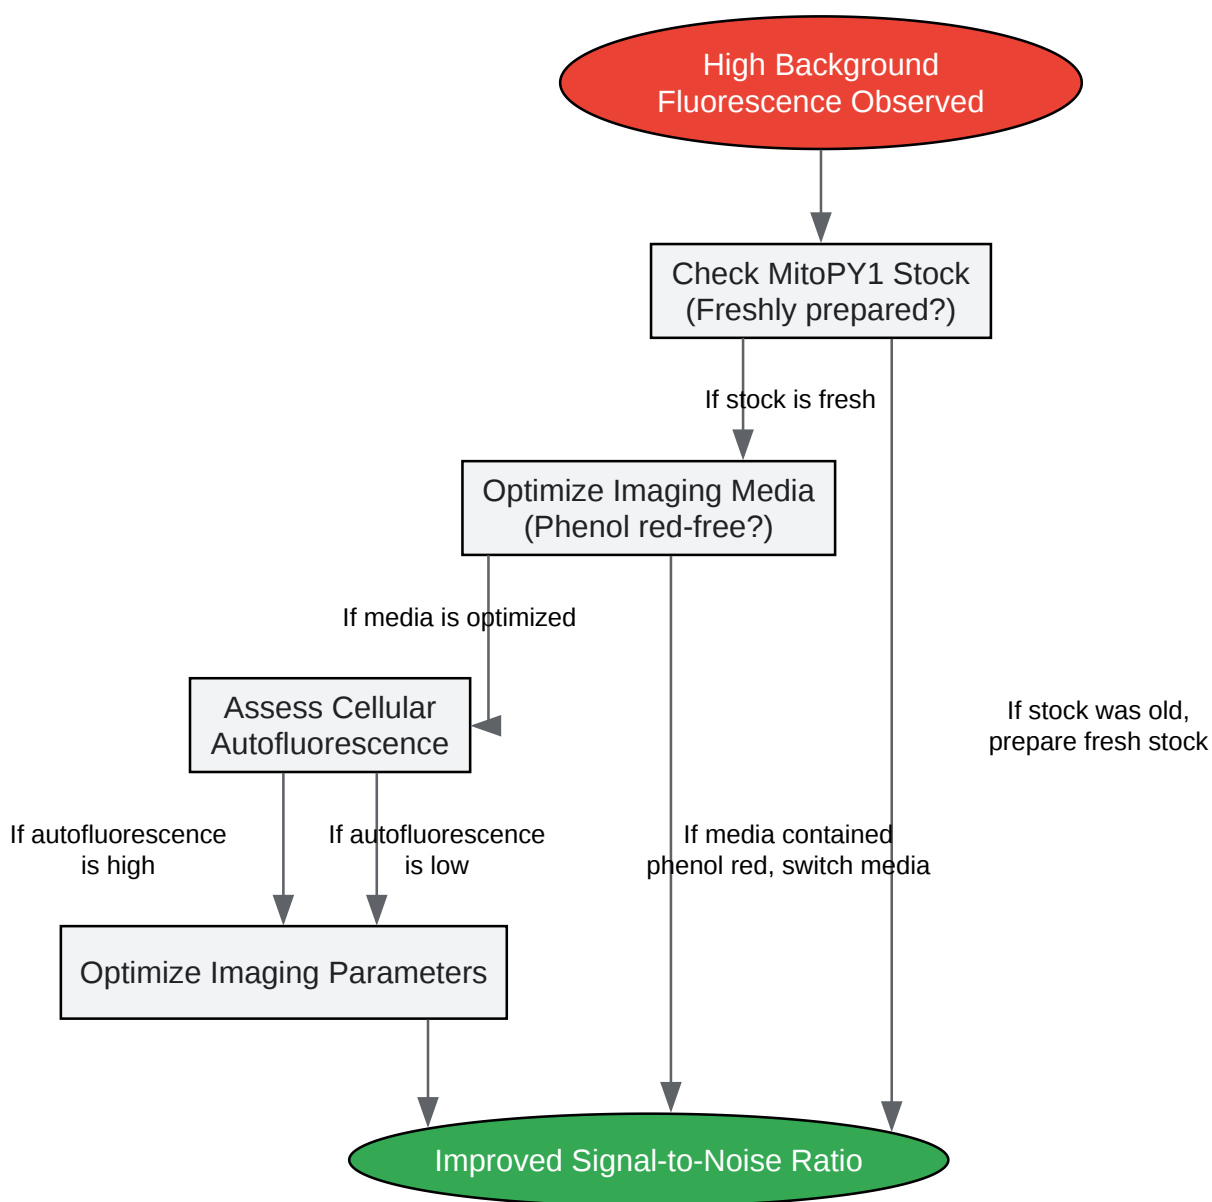 High Background
Fluorescence Observed
Check MitoPY1 Stock
(Freshly prepared?)
If stock is fresh
Optimize Imaging Media
(Phenol red-free?)
If media is optimized
Assess Cellular
Autofluorescence
If stock was old,
prepare fresh stock
If autofluorescence
is high
If autofluorescence
is low
If media contained
phenol red, switch media
Optimize Imaging Parameters
Improved Signal-to-Noise Ratio